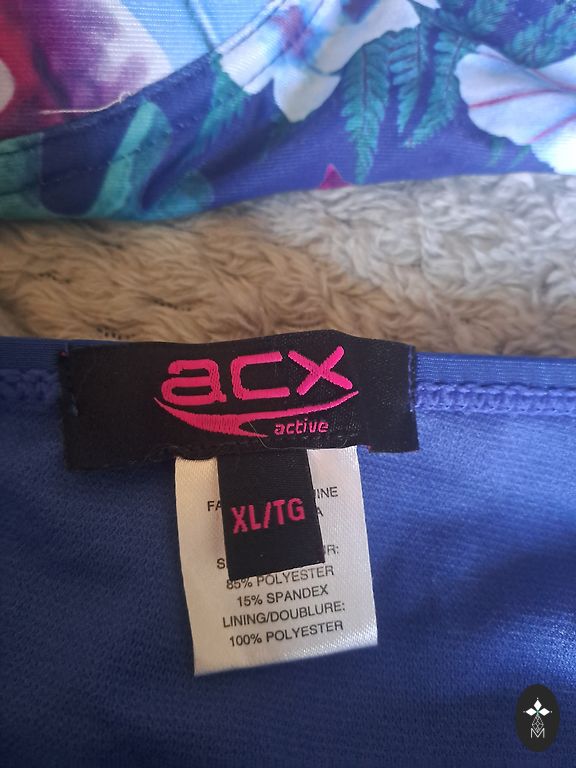 acx
active
XL/TG
85% POLYESTER
15% SPANDEX
LINING/DOUBLURE:
100% POLYESTER
M